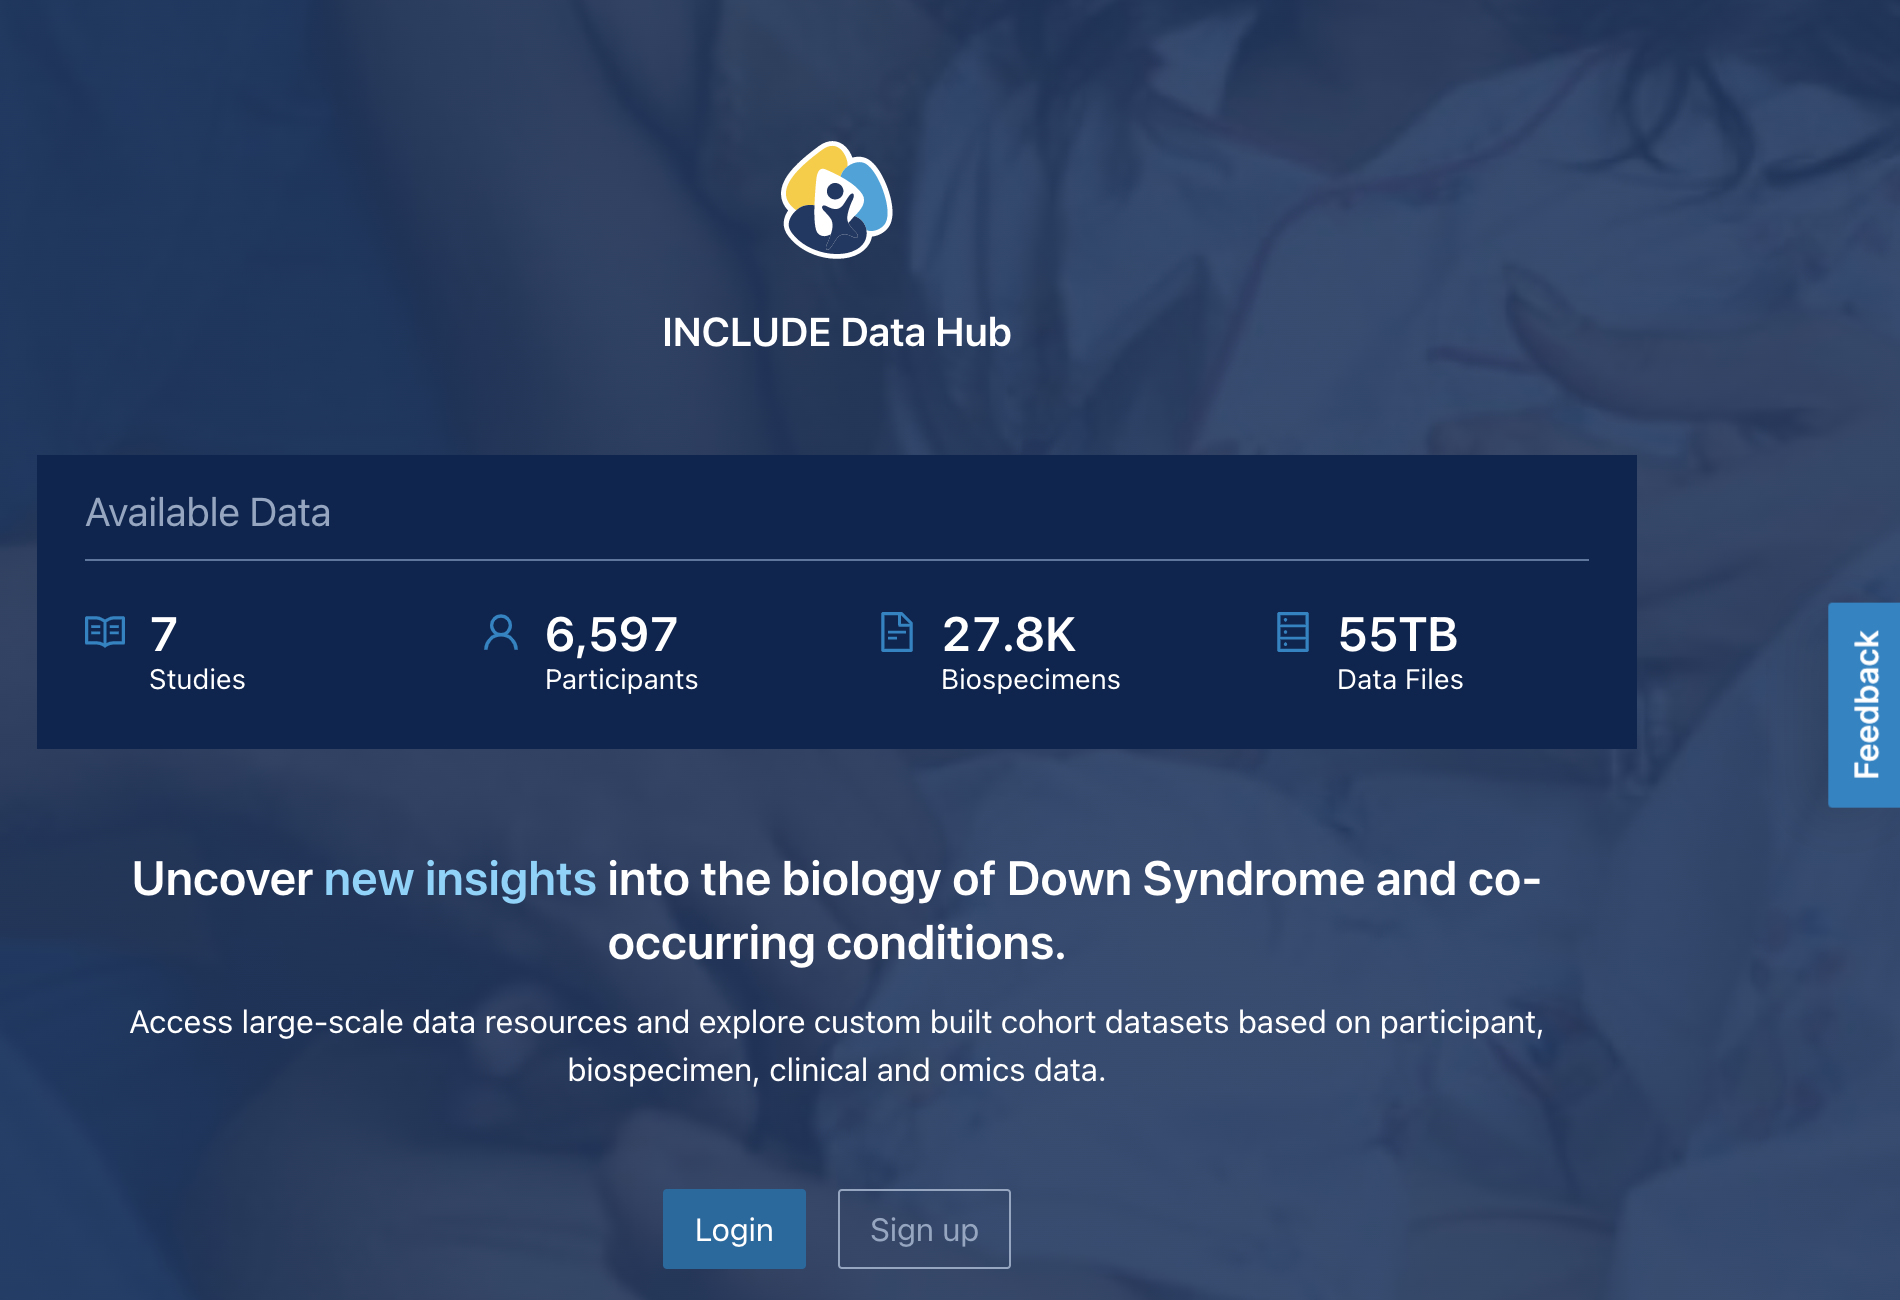 INCLUDE Data Hub
Available Data
7
Studies
6,597
Participants
27.8K
Biospecimens
55TB
Data Files
Feedback
Uncover new insights into the biology of Down Syndrome and co-
occurring conditions.
Access large-scale data resources and explore custom built cohort datasets based on participant,
biospecimen, clinical and omics data.
Login
Sign up